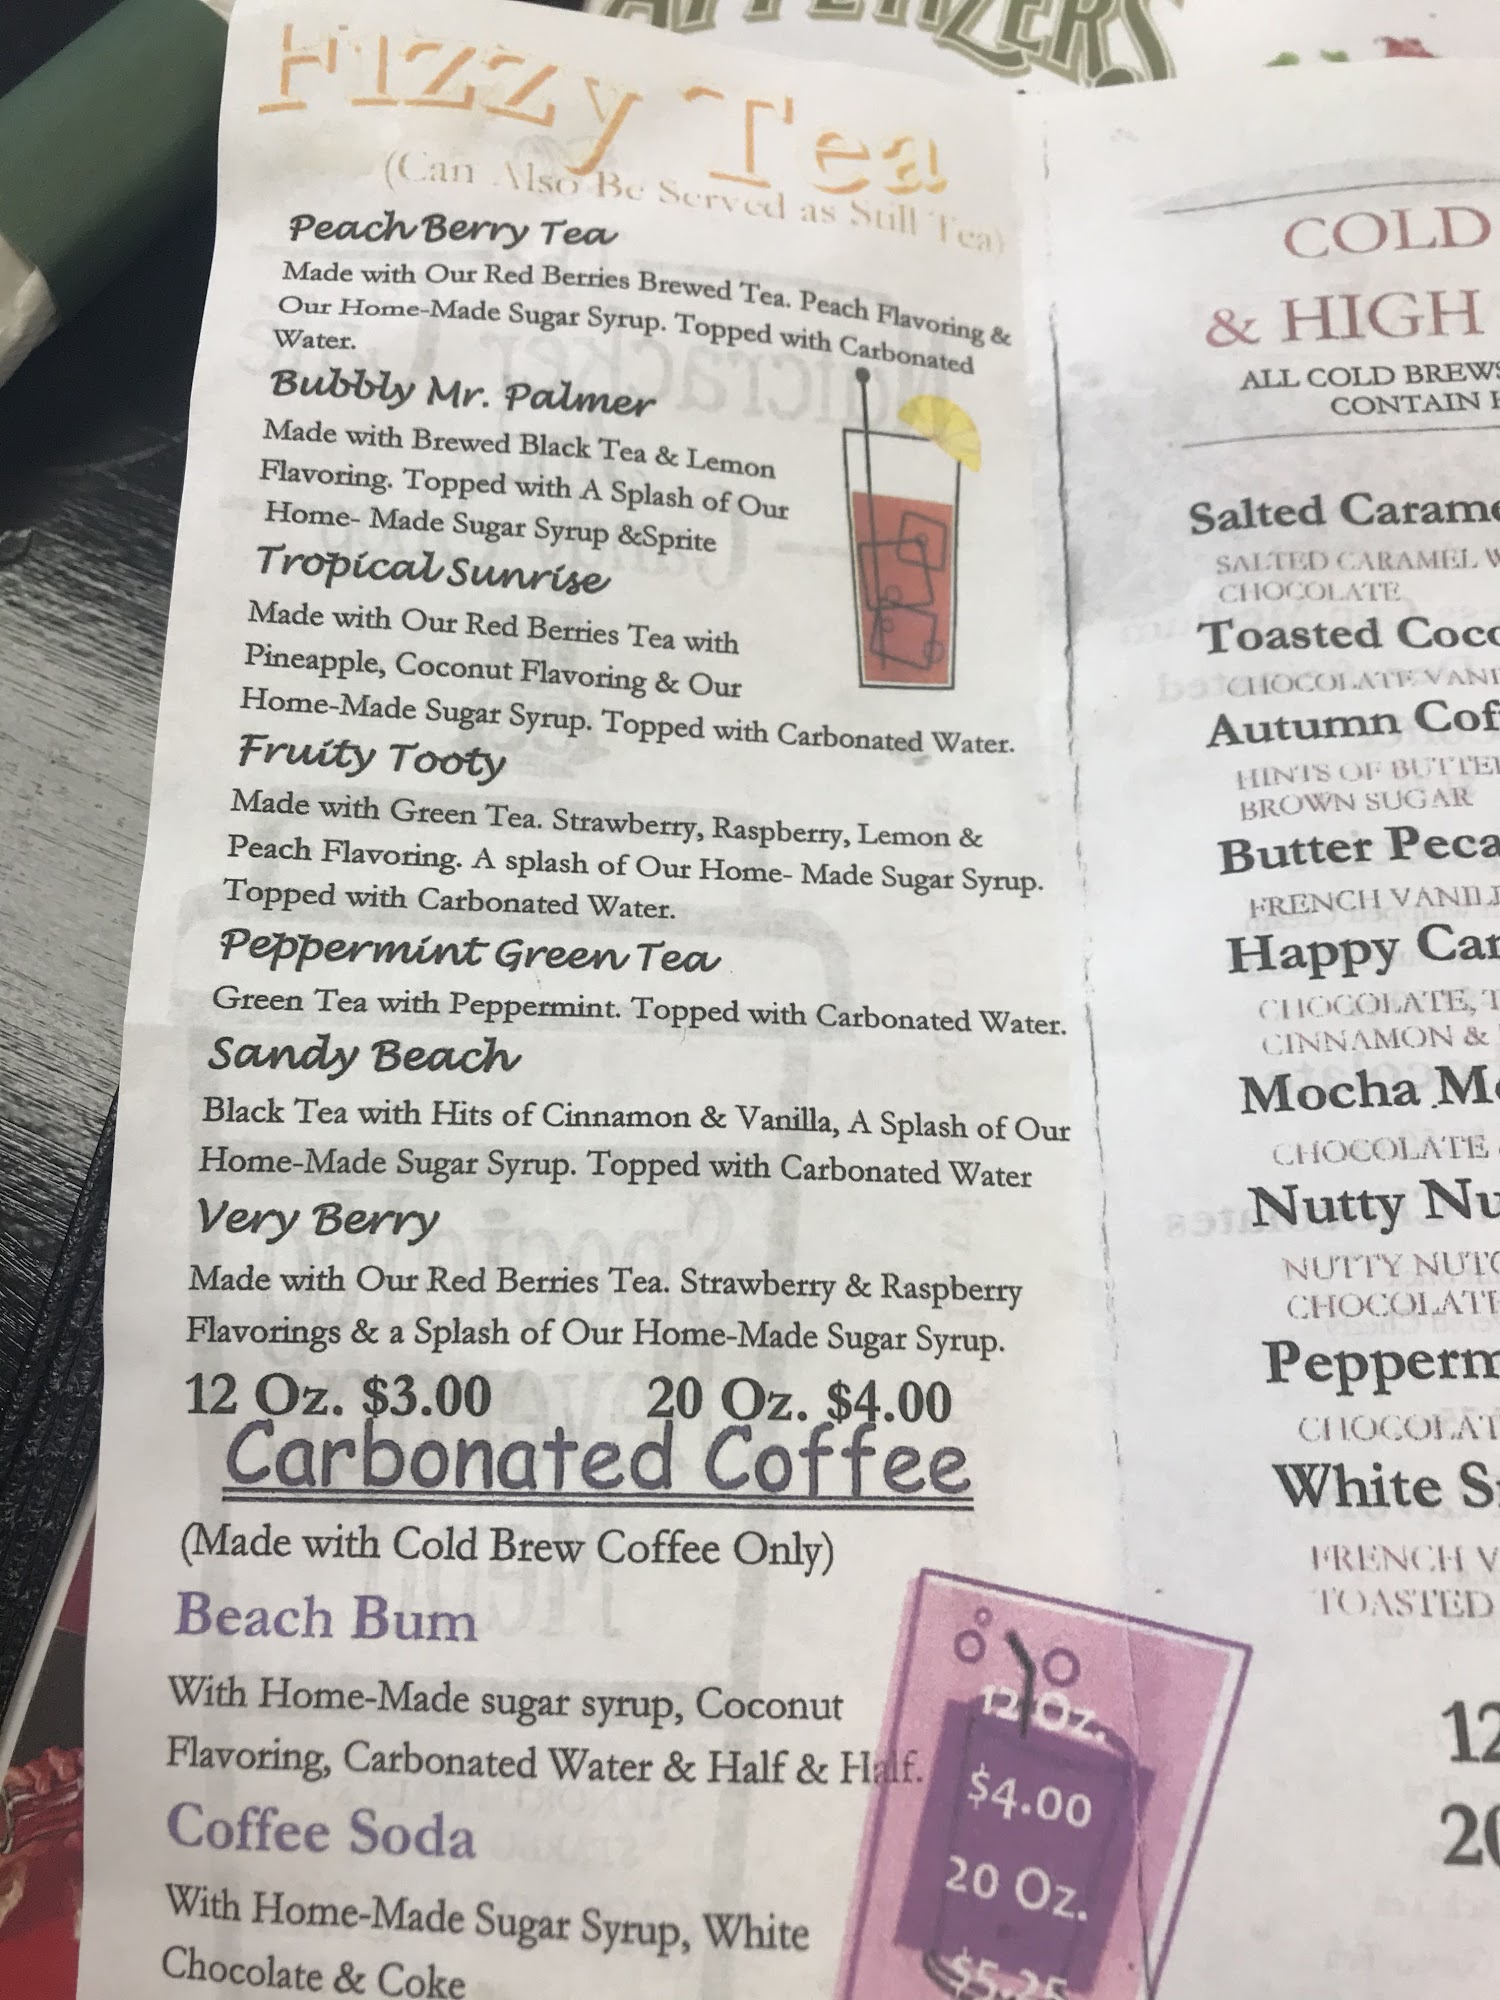 APPETIZERS
Fizzy Tea
(Can Also Be Served as Still Tea)
Peach Berry Tea
Made with Our Red Berries Brewed Tea. Peach Flavoring &
Our Home-Made Sugar Syrup. Topped with Carbonated
Water.
Bubbly Mr. Palmer
Made with Brewed Black Tea & Lemon
Flavoring. Topped with A Splash of Our
Home- Made Sugar Syrup &Sprite
Tropical Sunrise
Made with Our Red Berries Tea with
Pineapple, Coconut Flavoring & Our
Home-Made Sugar Syrup. Topped with Carbonated Water.
Fruity Tooty
Made with Green Tea. Strawberry, Raspberry, Lemon &
Peach Flavoring. A splash of Our Home- Made Sugar Syrup.
Topped with Carbonated Water.
Peppermint Green Tea
Green Tea with Peppermint. Topped with Carbonated Water.
Sandy Beach
Black Tea with Hits of Cinnamon & Vanilla, A Splash of Our
Home-Made Sugar Syrup. Topped with Carbonated Water
Very Berry
Made with Our Red Berries Tea. Strawberry & Raspberry
Flavorings & a Splash of Our Home-Made Sugar Syrup.
12 Oz. $3.00 20 Oz. $4.00
Carbonated Coffee
(Made with Cold Brew Coffee Only)
Beach Bum
With Home-Made sugar syrup, Coconut
Flavoring, Carbonated Water & Half & Half.
Coffee Soda
With Home-Made Sugar Syrup, White
Chocolate & Coke
12 Oz.
$4.00
20 Oz.
$5.25
COLD
& HIGH
ALL COLD BREWS
CONTAIN
Salted
SALTED CARAMEL
CHOCOLATE
Toasted
CHOCOLATE
Autumn
HINTS OF
BROWN SUGAR
Butter
FRENCH
Happy
CHOCOLATE,
CINNAMON &
Mocha
CHOCOLATE
Nutty
NUTTY
CHOCOLATE
White
FRENCH
TOASTED
12